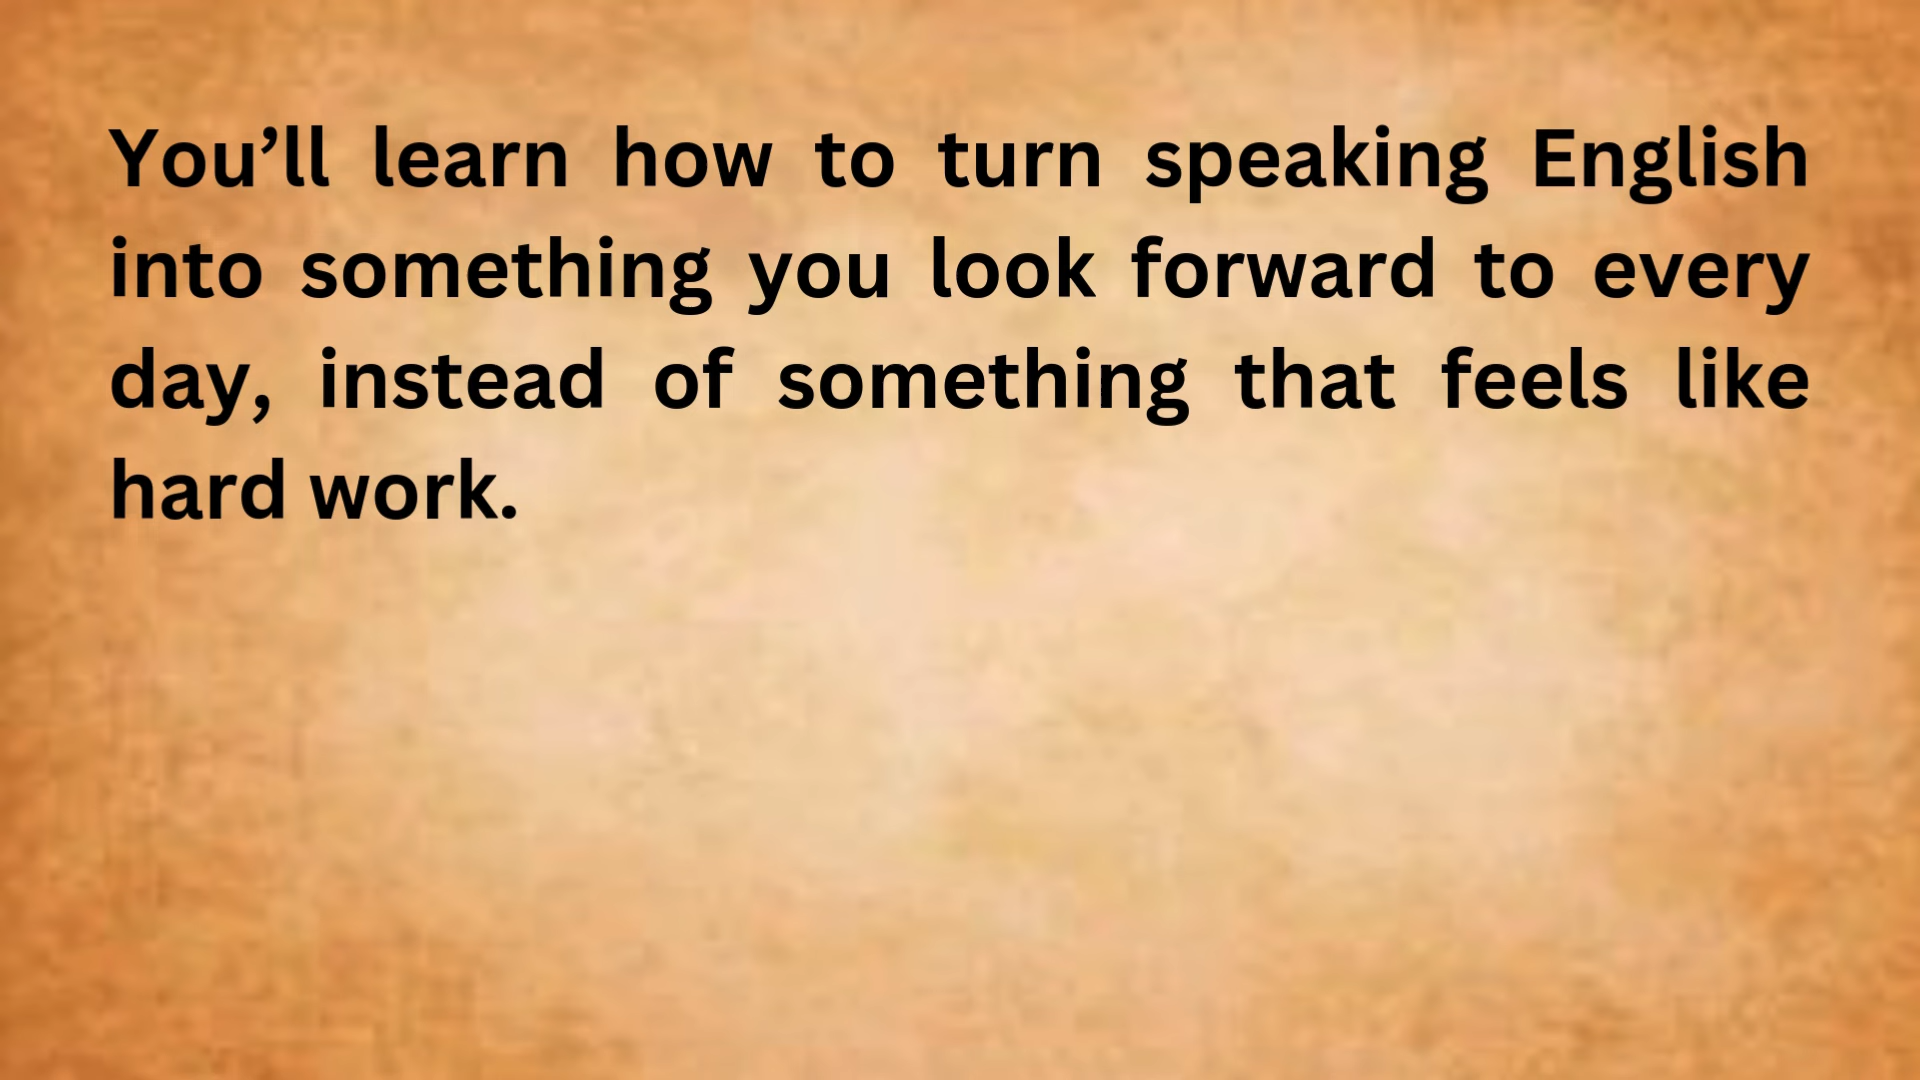 You’ll learn how to turn speaking English
into something you look forward to every
day, instead of something that feels like
hard work.